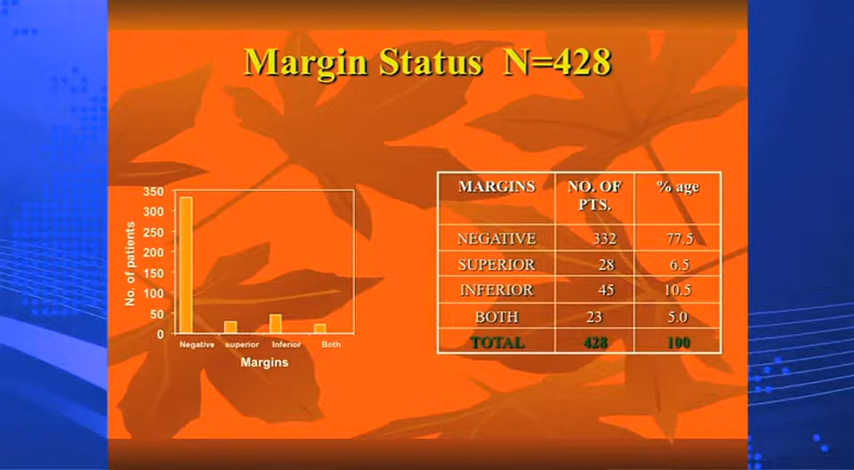 Margin Status N=428
350
300
250
200
150
100
50
0
No. of patients
Negative superior Inferior Both
Margins
MARGINS NO. OF PTS. % age
NEGATIVE 332 77.5
SUPERIOR 28 6.5
INFERIOR 45 10.5
BOTH 23 5.0
TOTAL 428 100